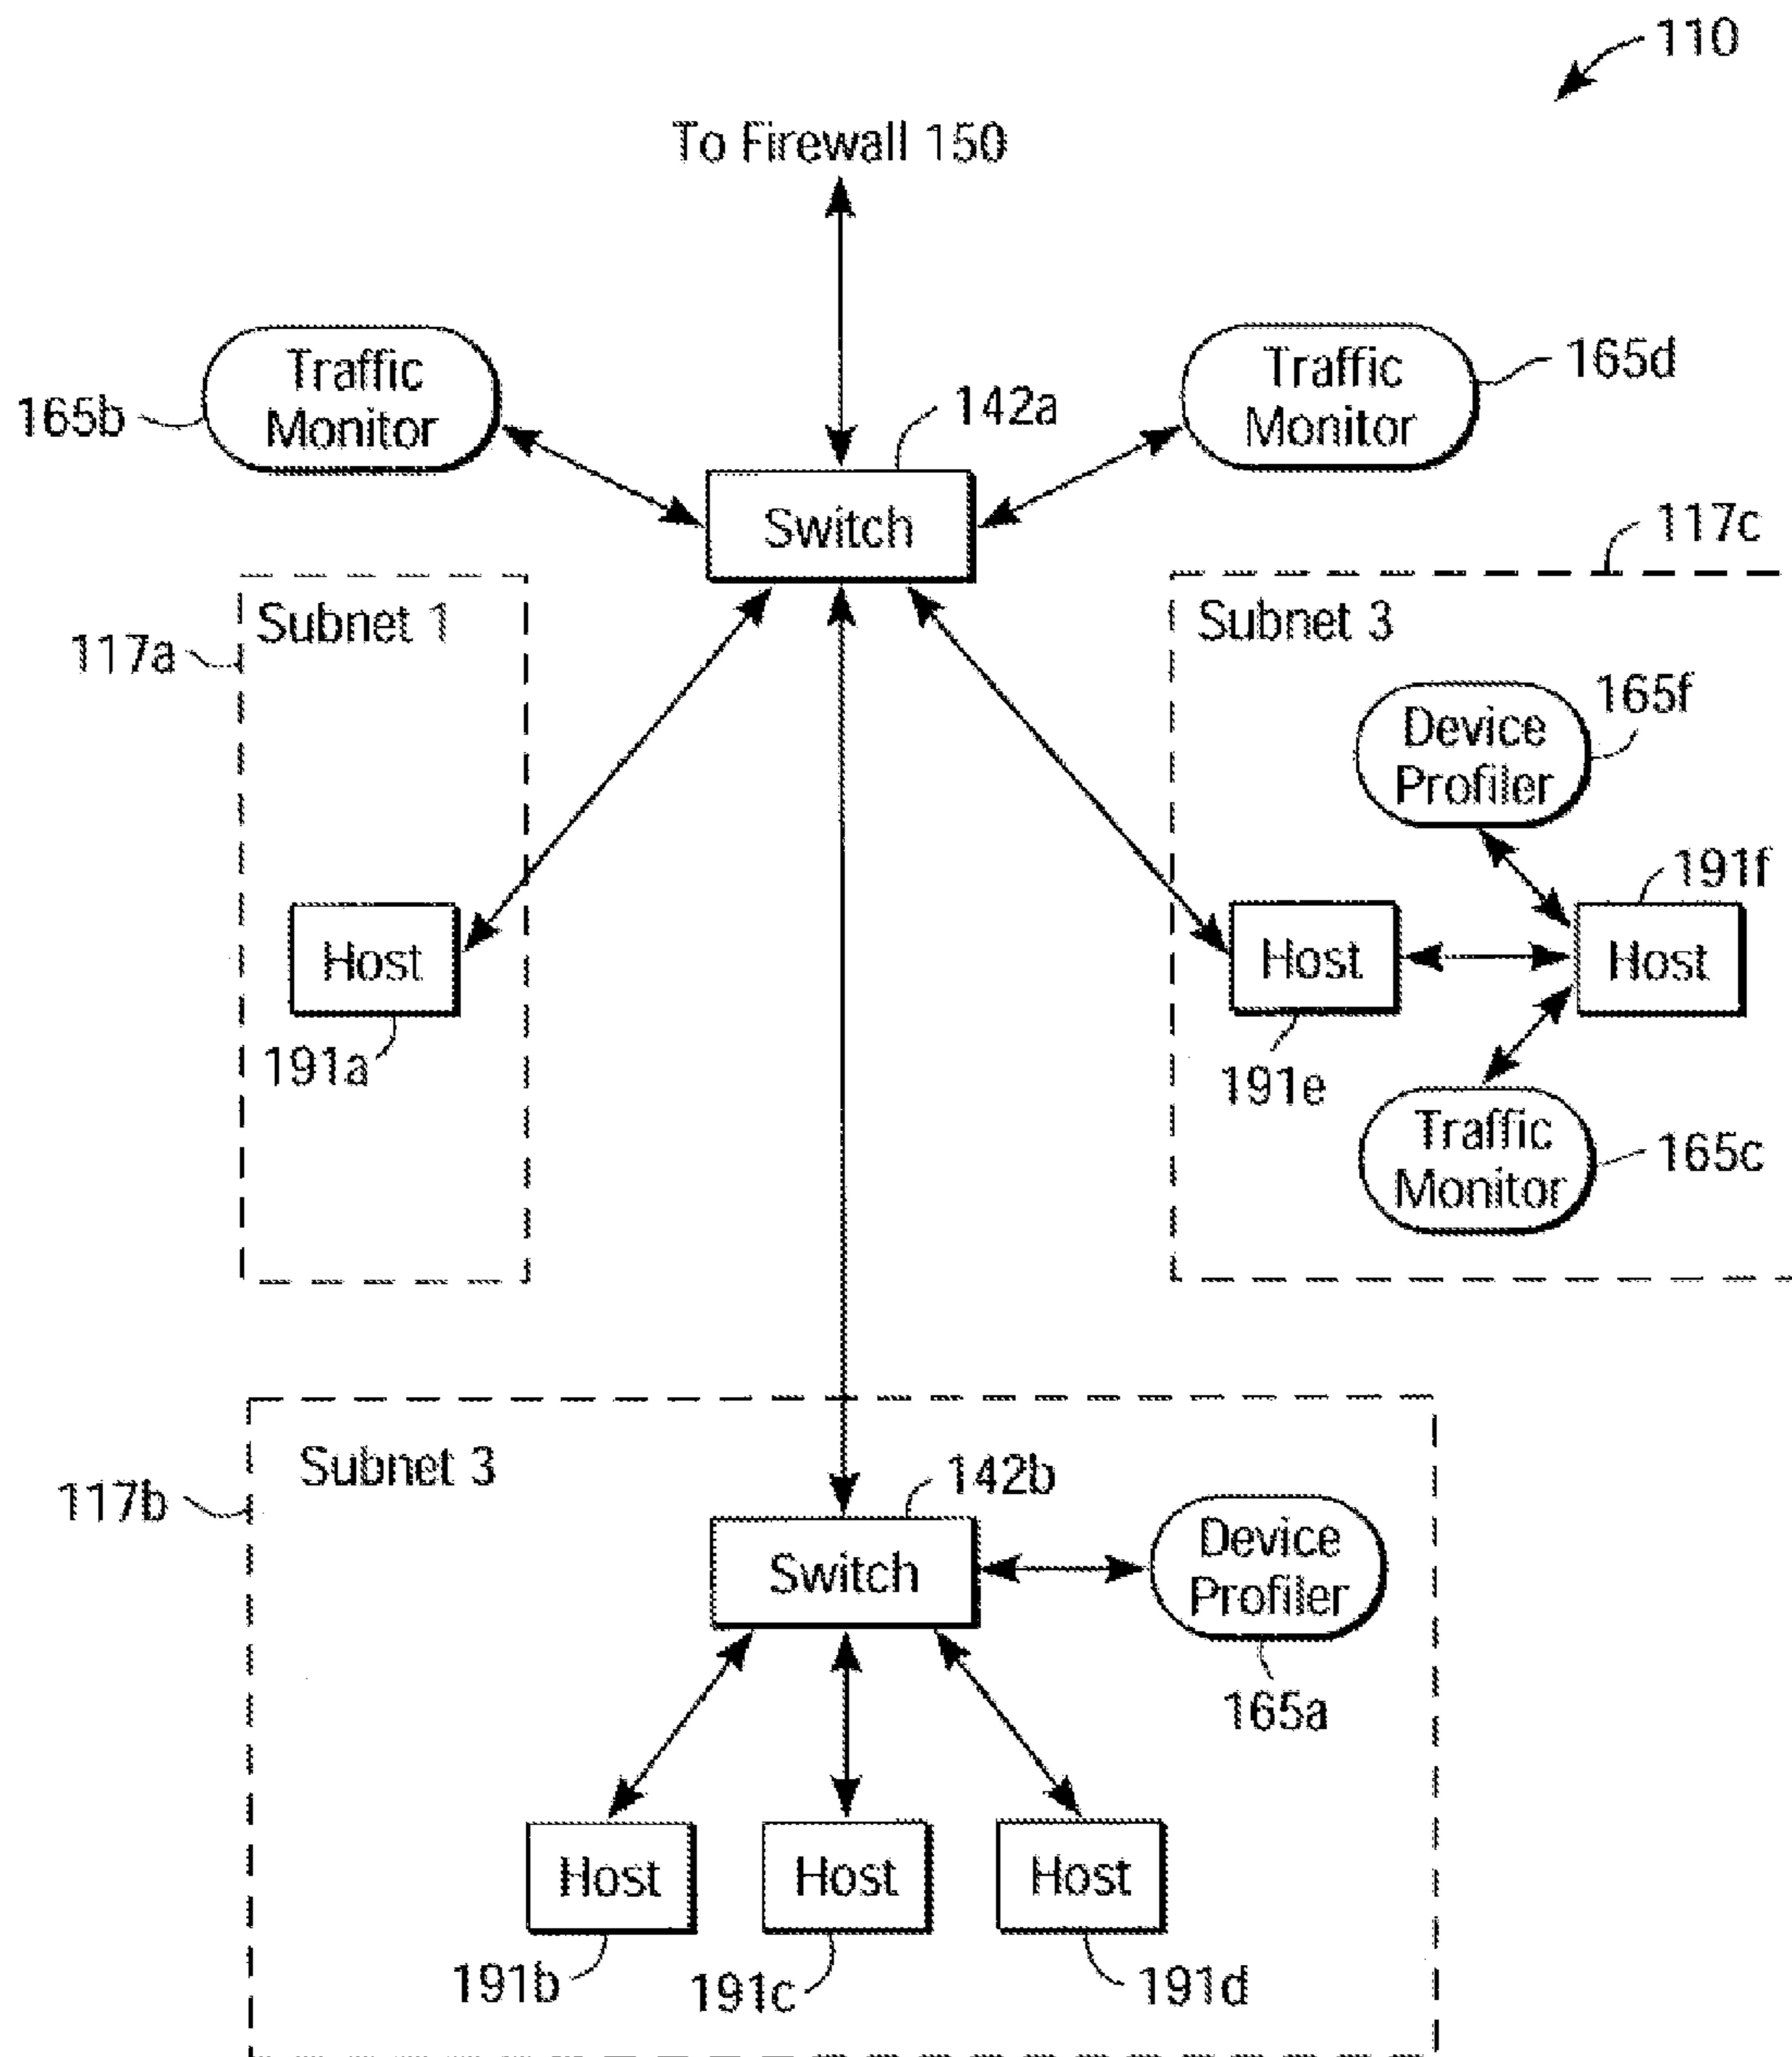 110
To Firewall 150
Traffic
Monitor
165b
142a
Switch
Traffic
Monitor
165d
117c
Subnet 1
117a
Host
191a
Subnet 3
Device
Profiler
165f
191f
Host
191e
Host
Traffic
Monitor
165c
Subnet 3
117b
142b
Switch
Device
Profiler
165a
Host
Host
Host
191b
191c
191d